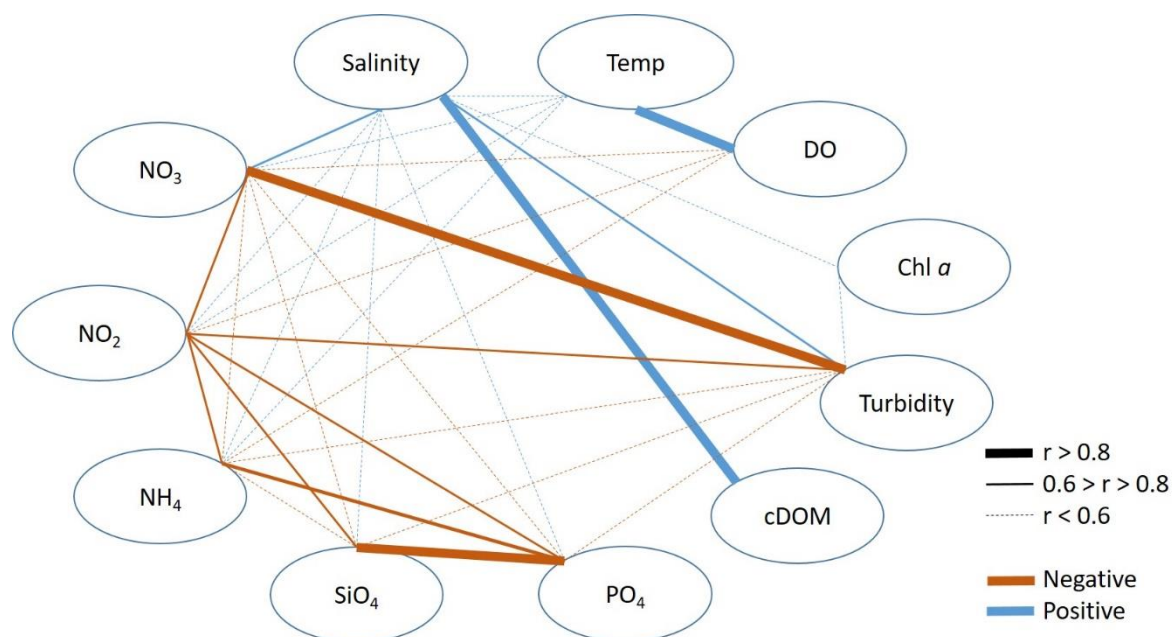 Salinity
Temp
DO
NO₃
Chl a
NO₂
Turbidity
NH₄
cDOM
SiO₄
PO₄
r > 0.8
0.6 > r > 0.8
r < 0.6
Negative
Positive